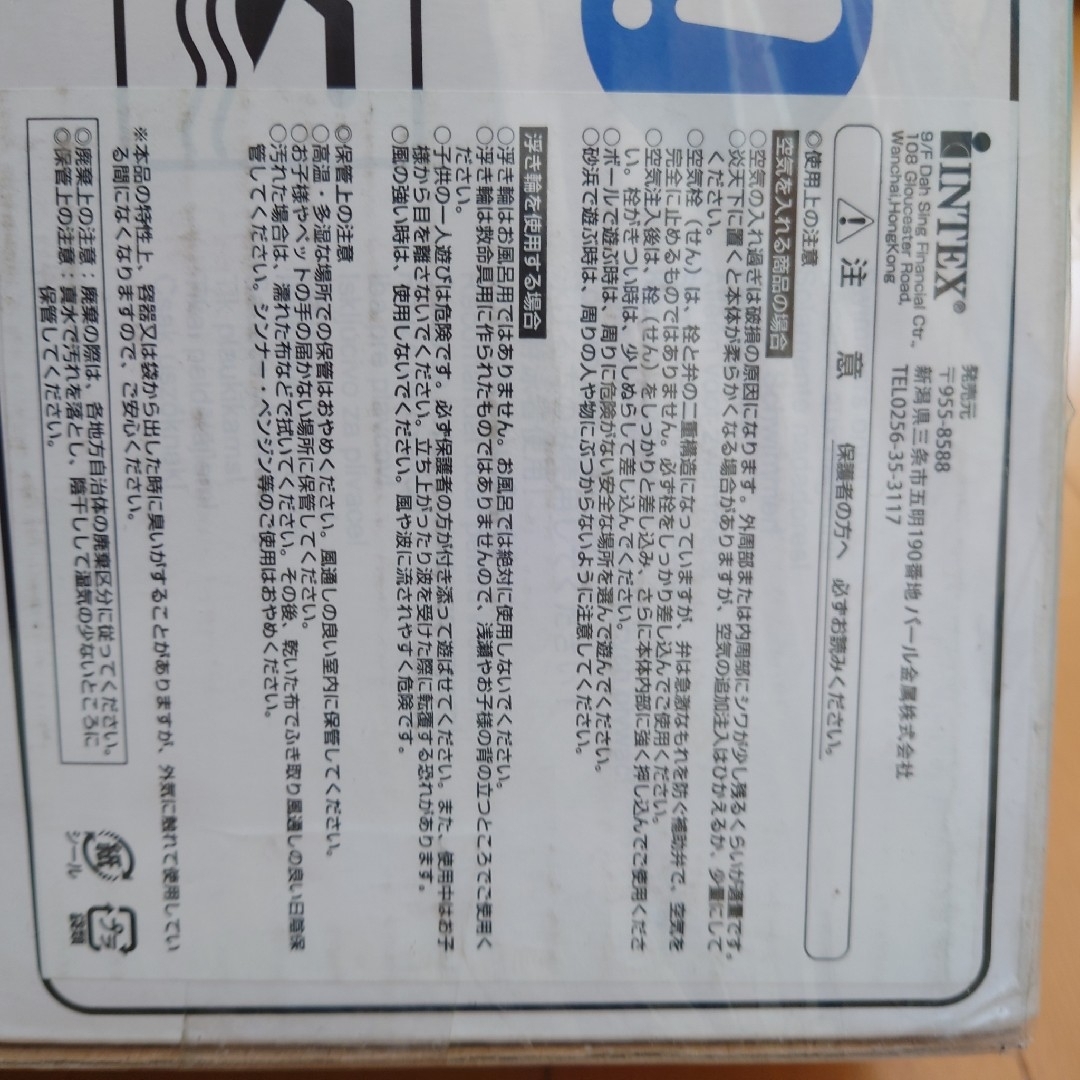 INTEX®
9/F Dah Sing Financial Ctr.,
108 Gloucester Road,
Wanchai,HongKong
発売元
〒955-8588
新潟県三条市五明190番地 パール金属株式会社
TEL0256-35-3117
注 意 保護者の方へ 必ずお読みください。
◎使用上の注意
空気を入れる商品の場合
○空気の入れ過ぎは破損の原因になります。外周部または内周部にシワが少し残るくらいが適量です。
○炎天下に置くと本体が柔らかくなる場合がありますが、空気の追加注入はひかえるか、少量にして
ください。
○空気栓（せん）は、栓と弁の二重構造になっていますが、弁は急激なもれを防ぐ補助弁で、空気を
完全に止めるものではありません。必ず栓をしっかり差し込んでご使用ください。
○空気注入後は、栓（せん）をしっかりと差し込み、さらに本体内部に強く押し込んでご使用くださ
い。栓がきつい時は、少しぬらして差し込んでください。
○ボールで遊ぶ時は、周りに危険がない安全な場所を選んで遊んでください。
○砂浜で遊ぶ時は、周りの人や物にぶつからないように注意してください。
浮き輪を使用する場合
○浮き輪はお風呂用ではありません。お風呂では絶対に使用しないでください。
○浮き輪は救命具用に作られたものではありませんので、浅瀬やお子様の背の立つところでご使用く
ださい。
○子供の一人遊びは危険です。必ず保護者の方が付き添って遊ばせてください。また、使用中はお子
様から目を離さないでください。立ち上がったり波を受けた際に転覆する恐れがあります。
○風の強い時は、使用しないでください。風や波に流されやすく危険です。
◎保管上の注意
○高温・多湿な場所での保管はおやめください。風通しの良い室内に保管してください。
○お子様やペットの手の届かない場所に保管してください。
○汚れた場合は、濡れた布などで拭いてください。その後、乾いた布でふき取り風通しの良い日陰保
管してください。シンナー・ベンジン等のご使用はおやめください。
※本品の特性上、容器又は袋から出した時に臭いがすることがありますが、外気に触れて使用してい
る間になくなりますので、ご安心ください。
◎廃棄上の注意：廃棄の際は、各地方自治体の廃棄区分に従ってください。
◎保管上の注意：真水で汚れを落とし、陰干しして湿気の少ないところに
保管してください。
紙
シール
プラ
袋類